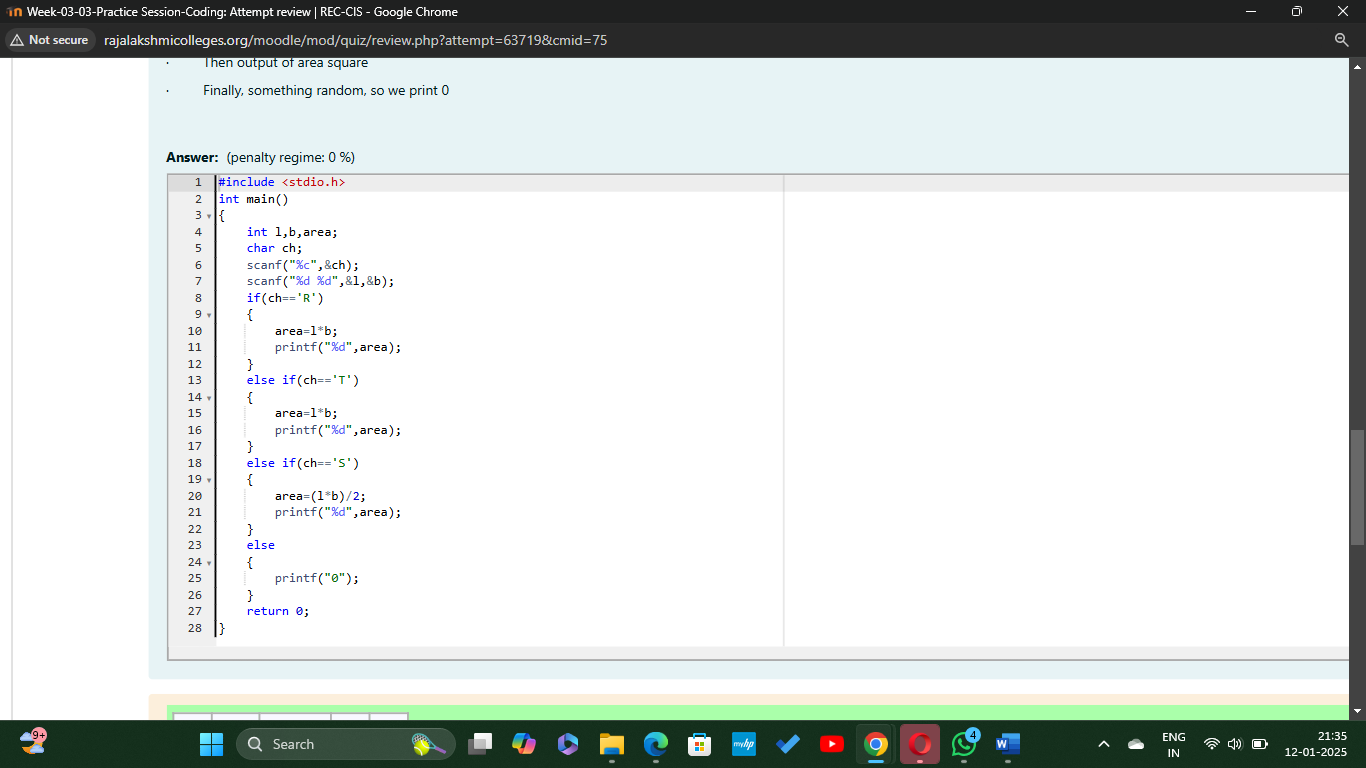 Week-03-03-Practice Session-Coding: Attempt review | REC-CIS - Google Chrome
Not secure rajalakshmicolleges.org/moodle/mod/quiz/review.php?attempt=63719&cmid=75
· Then output of area square
· Finally, something random, so we print 0
Answer: (penalty regime: 0 %)
1 #include <stdio.h>
2 int main()
3 {
4     int l,b,area;
5     char ch;
6     scanf("%c",&ch);
7     scanf("%d %d",&l,&b);
8     if(ch=='R')
9     {
10         area=l*b;
11         printf("%d",area);
12     }
13     else if(ch=='T')
14     {
15         area=l*b;
16         printf("%d",area);
17     }
18     else if(ch=='S')
19     {
20         area=(l*b)/2;
21         printf("%d",area);
22     }
23     else
24     {
25         printf("0");
26     }
27     return 0;
28 }
9+
Search
myhp
4
W
ENG
IN
21:35
12-01-2025